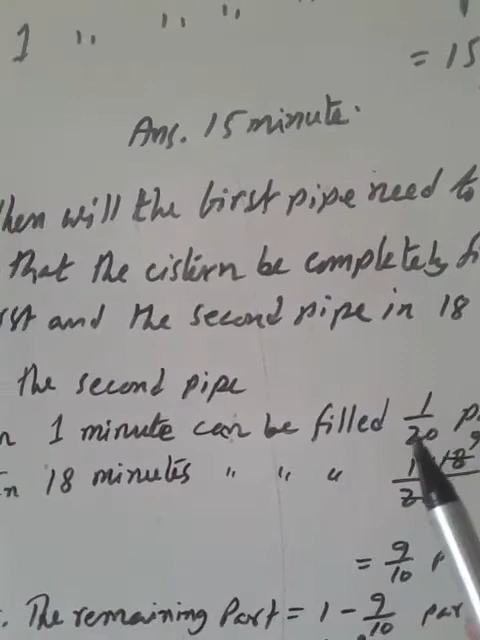 1 " " "
= 15
Ans. 15 minute.
then will the first pipe need to
that the cistern be completely
and the second pipe in 18
the second pipe
1 minute can be filled 1/20
in 18 minutes " " "
= 9/10
The remaining Part = 1 - 9/10 par